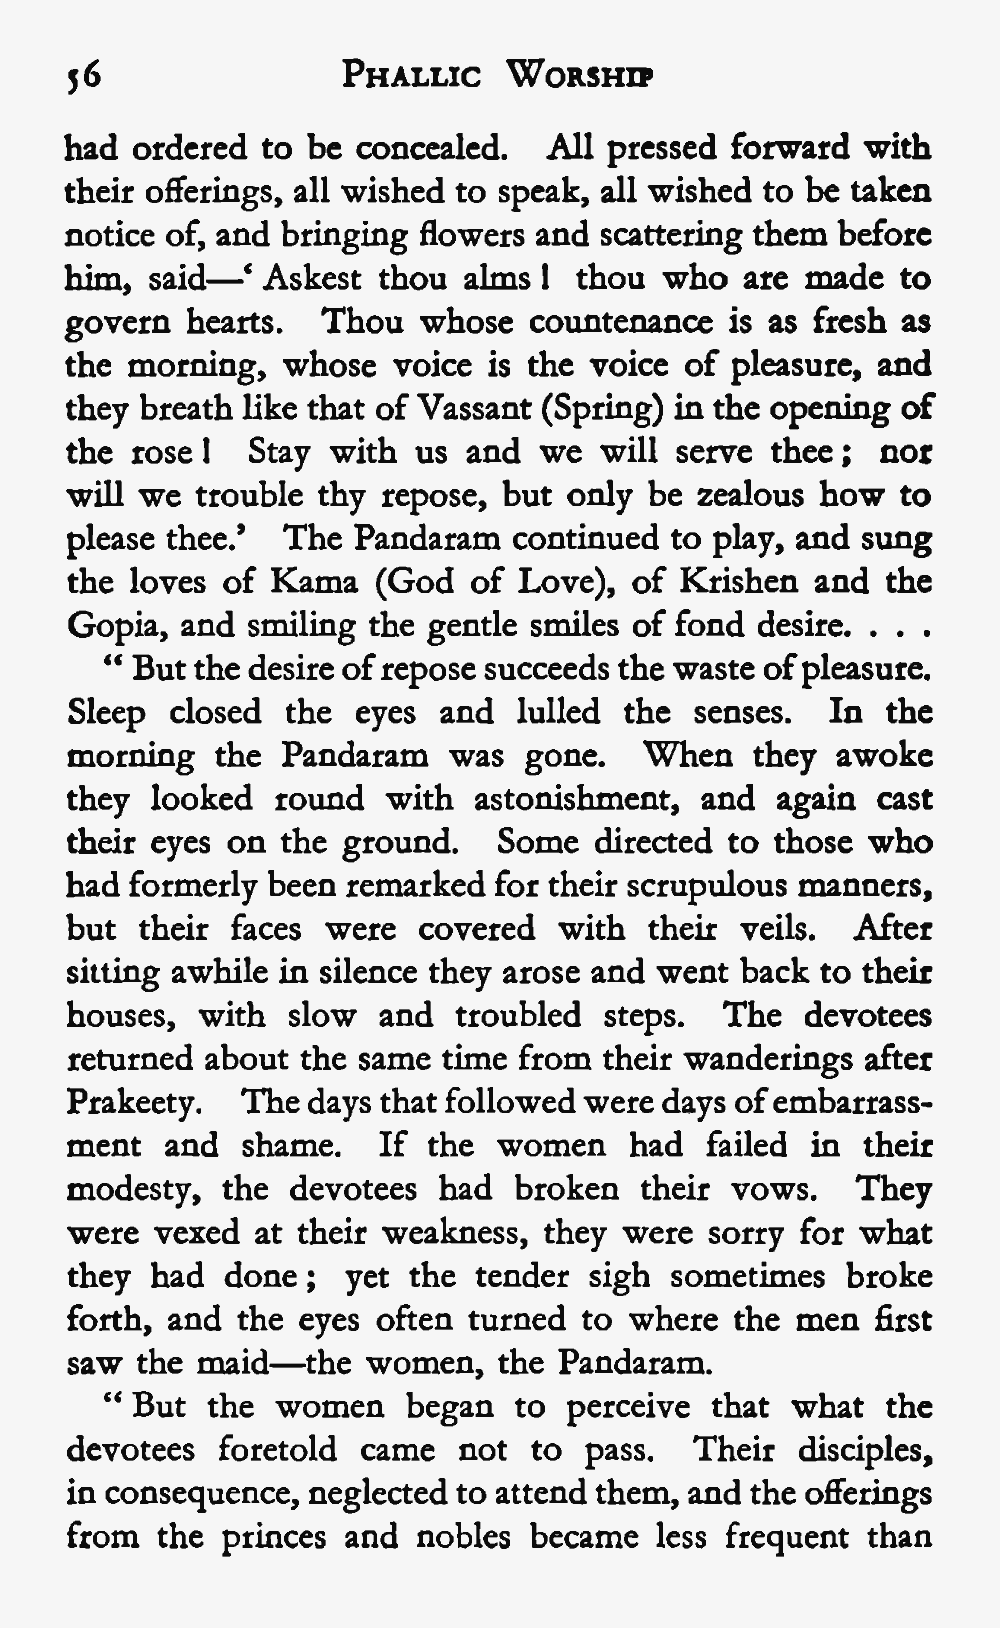 56 PHALLIC WORSHIP
had ordered to be concealed. All pressed forward with
their offerings, all wished to speak, all wished to be taken
notice of, and bringing flowers and scattering them before
him, said—‘ Askest thou alms ! thou who are made to
govern hearts. Thou whose countenance is as fresh as
the morning, whose voice is the voice of pleasure, and
they breath like that of Vassant (Spring) in the opening of
the rose ! Stay with us and we will serve thee ; nor
will we trouble thy repose, but only be zealous how to
please thee.’ The Pandaram continued to play, and sung
the loves of Kama (God of Love), of Krishen and the
Gopia, and smiling the gentle smiles of fond desire. . . .
“ But the desire of repose succeeds the waste of pleasure.
Sleep closed the eyes and lulled the senses. In the
morning the Pandaram was gone. When they awoke
they looked round with astonishment, and again cast
their eyes on the ground. Some directed to those who
had formerly been remarked for their scrupulous manners,
but their faces were covered with their veils. After
sitting awhile in silence they arose and went back to their
houses, with slow and troubled steps. The devotees
returned about the same time from their wanderings after
Prakeety. The days that followed were days of embarrass-
ment and shame. If the women had failed in their
modesty, the devotees had broken their vows. They
were vexed at their weakness, they were sorry for what
they had done ; yet the tender sigh sometimes broke
forth, and the eyes often turned to where the men first
saw the maid—the women, the Pandaram.
“ But the women began to perceive that what the
devotees foretold came not to pass. Their disciples,
in consequence, neglected to attend them, and the offerings
from the princes and nobles became less frequent than